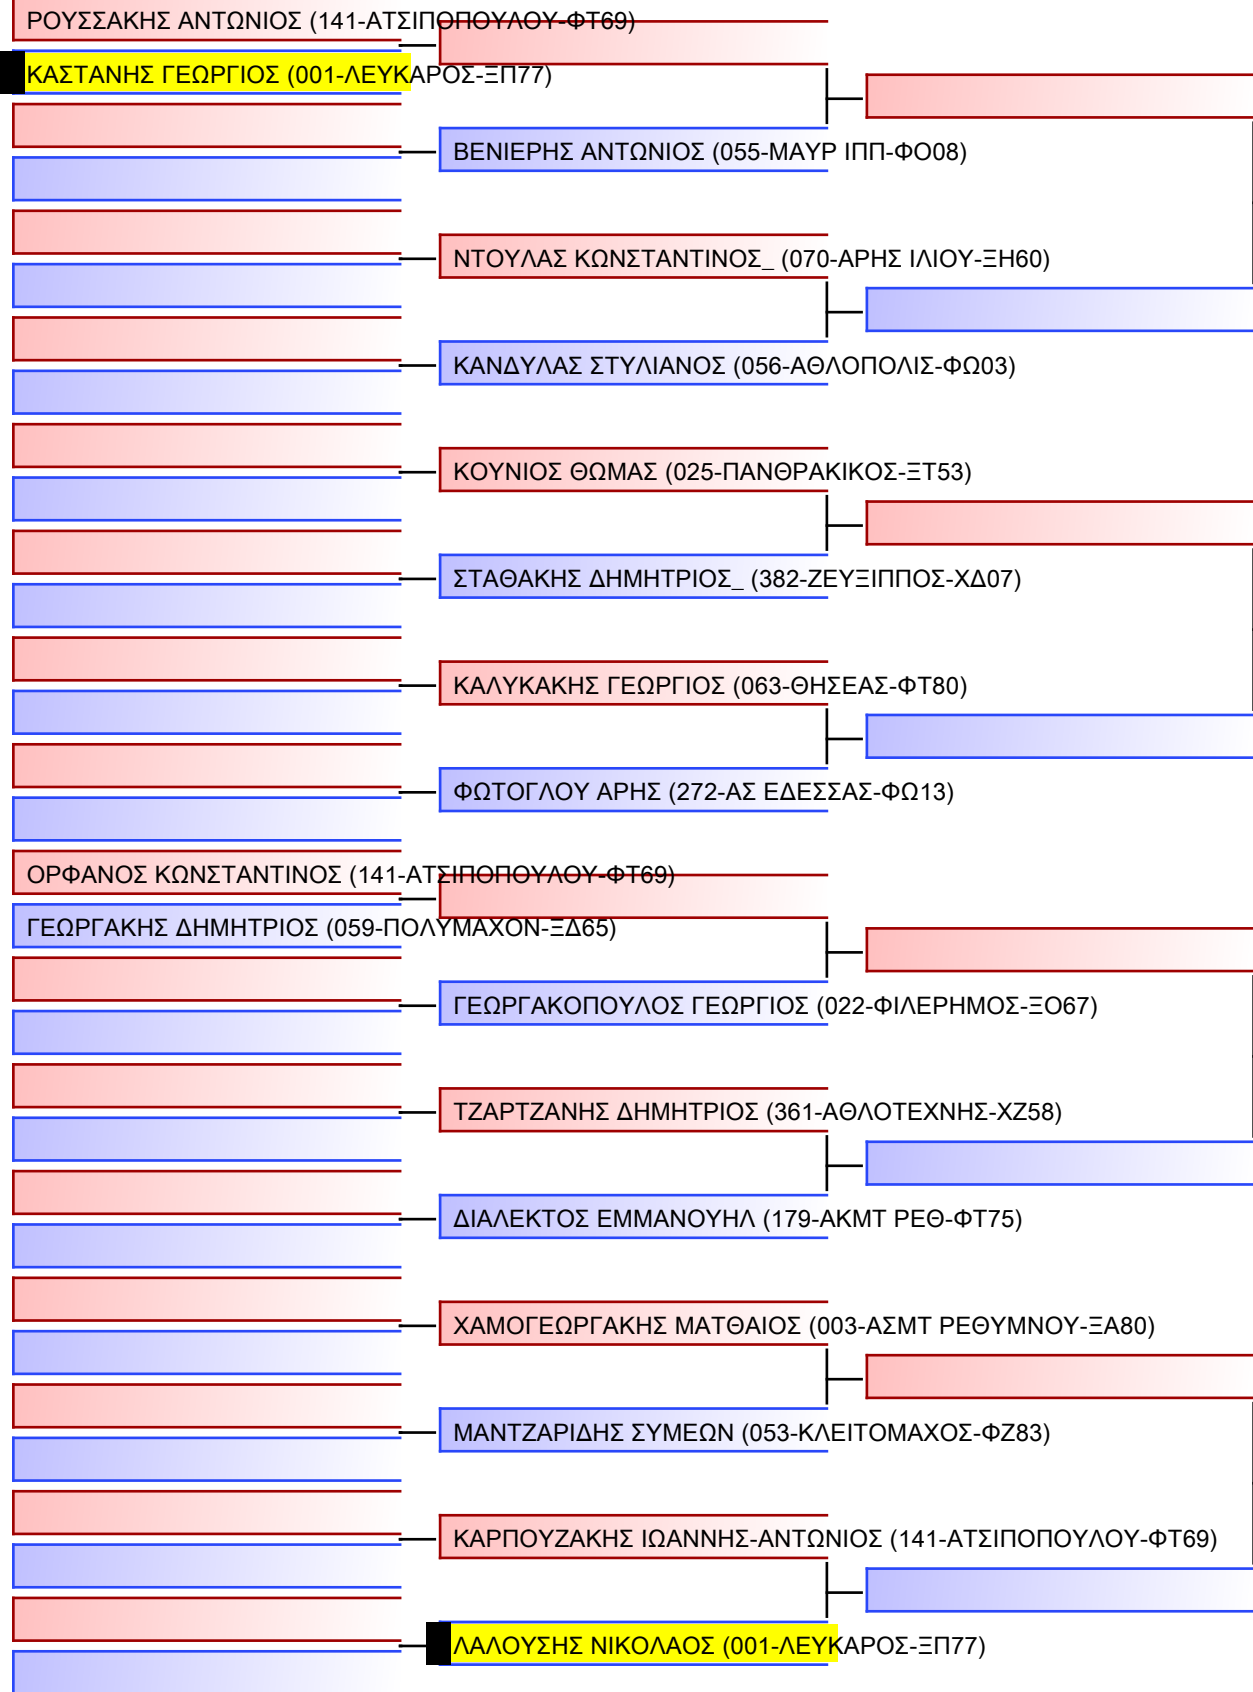 ΡΟΥΣΣΑΚΗΣ ΑΝΤΩΝΙΟΣ (141-ΑΤΣΙΠΟΠΟΥΛΟΥ-ΦΤ69)
ΚΑΣΤΑΝΗΣ ΓΕΩΡΓΙΟΣ (001-ΛΕΥΚΑΡΟΣ-ΞΠ77)
ΒΕΝΙΕΡΗΣ ΑΝΤΩΝΙΟΣ (055-ΜΑΥΡ ΙΠΠ-ΦΟ08)
ΝΤΟΥΛΑΣ ΚΩΝΣΤΑΝΤΙΝΟΣ_ (070-ΑΡΗΣ ΙΛΙΟΥ-ΞΗ60)
ΚΑΝΔΥΛΑΣ ΣΤΥΛΙΑΝΟΣ (056-ΑΘΛΟΠΟΛΙΣ-ΦΩ03)
ΚΟΥΝΙΟΣ ΘΩΜΑΣ (025-ΠΑΝΘΡΑΚΙΚΟΣ-ΞΤ53)
ΣΤΑΘΑΚΗΣ ΔΗΜΗΤΡΙΟΣ_ (382-ΖΕΥΞΙΠΠΟΣ-ΧΔ07)
ΚΑΛΥΚΑΚΗΣ ΓΕΩΡΓΙΟΣ (063-ΘΗΣΕΑΣ-ΦΤ80)
ΦΩΤΟΓΛΟΥ ΑΡΗΣ (272-ΑΣ ΕΔΕΣΣΑΣ-ΦΩ13)
ΟΡΦΑΝΟΣ ΚΩΝΣΤΑΝΤΙΝΟΣ (141-ΑΤΣΙΠΟΠΟΥΛΟΥ-ΦΤ69)
ΓΕΩΡΓΑΚΗΣ ΔΗΜΗΤΡΙΟΣ (059-ΠΟΛΥΜΑΧΟΝ-ΞΔ65)
ΓΕΩΡΓΑΚΟΠΟΥΛΟΣ ΓΕΩΡΓΙΟΣ (022-ΦΙΛΕΡΗΜΟΣ-ΞΟ67)
ΤΖΑΡΤΖΑΝΗΣ ΔΗΜΗΤΡΙΟΣ (361-ΑΘΛΟΤΕΧΝΗΣ-ΧΖ58)
ΔΙΑΛΕΚΤΟΣ ΕΜΜΑΝΟΥΗΛ (179-ΑΚΜΤ ΡΕΘ-ΦΤ75)
ΧΑΜΟΓΕΩΡΓΑΚΗΣ ΜΑΤΘΑΙΟΣ (003-ΑΣΜΤ ΡΕΘΥΜΝΟΥ-ΞΑ80)
ΜΑΝΤΖΑΡΙΔΗΣ ΣΥΜΕΩΝ (053-ΚΛΕΙΤΟΜΑΧΟΣ-ΦΖ83)
ΚΑΡΠΟΥΖΑΚΗΣ ΙΩΑΝΝΗΣ-ΑΝΤΩΝΙΟΣ (141-ΑΤΣΙΠΟΠΟΥΛΟΥ-ΦΤ69)
ΛΑΛΟΥΣΗΣ ΝΙΚΟΛΑΟΣ (001-ΛΕΥΚΑΡΟΣ-ΞΠ77)